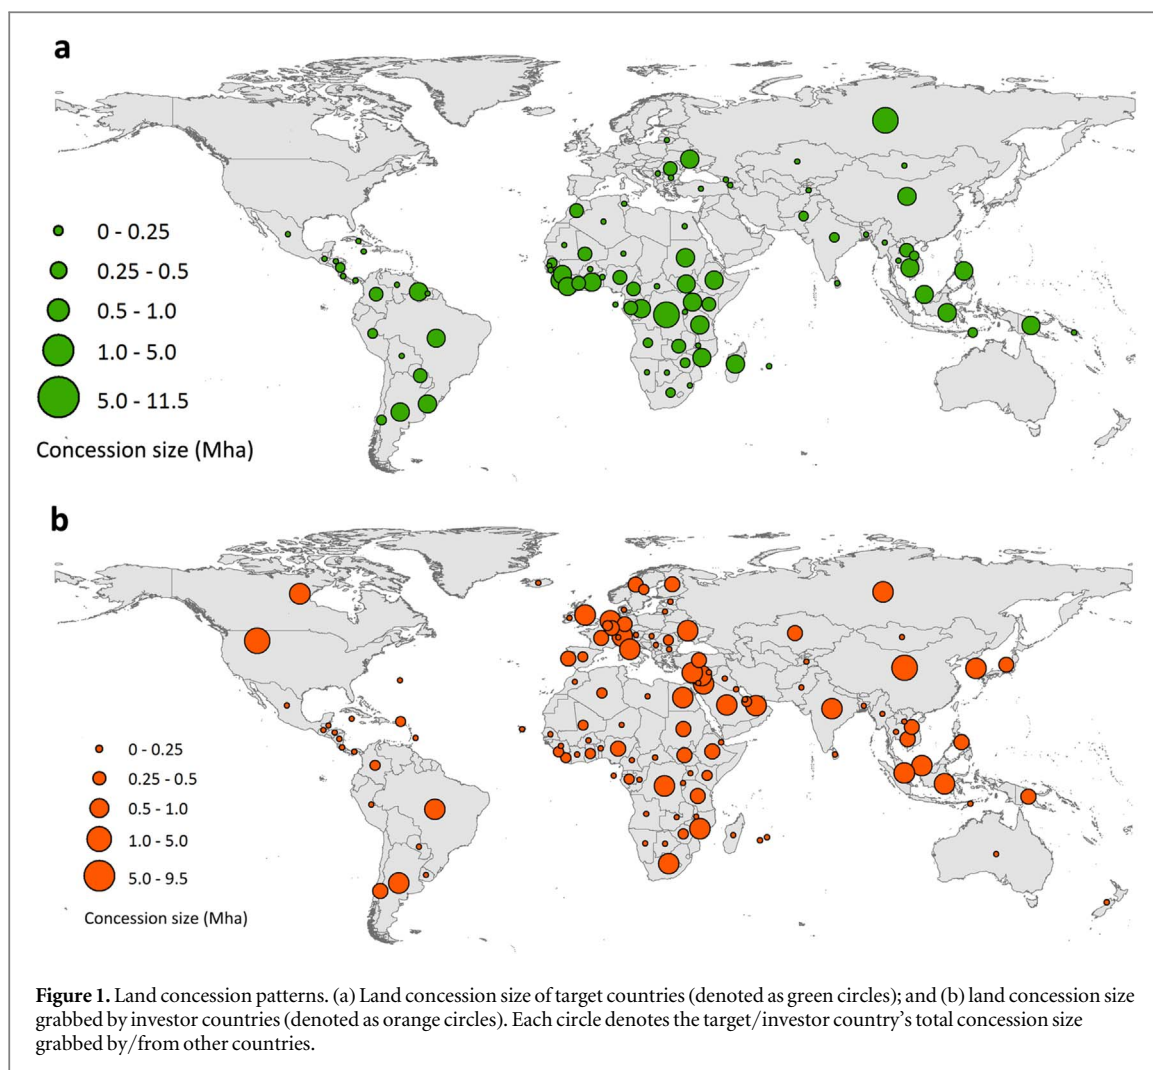 a
0 - 0.25
0.25 - 0.5
0.5 - 1.0
1.0 - 5.0
5.0 - 11.5
Concession size (Mha)
b
0 - 0.25
0.25 - 0.5
0.5 - 1.0
1.0 - 5.0
5.0 - 9.5
Concession size (Mha)
Figure 1. Land concession patterns. (a) Land concession size of target countries (denoted as green circles); and (b) land concession size
grabbed by investor countries (denoted as orange circles). Each circle denotes the target/investor country's total concession size
grabbed by/from other countries.